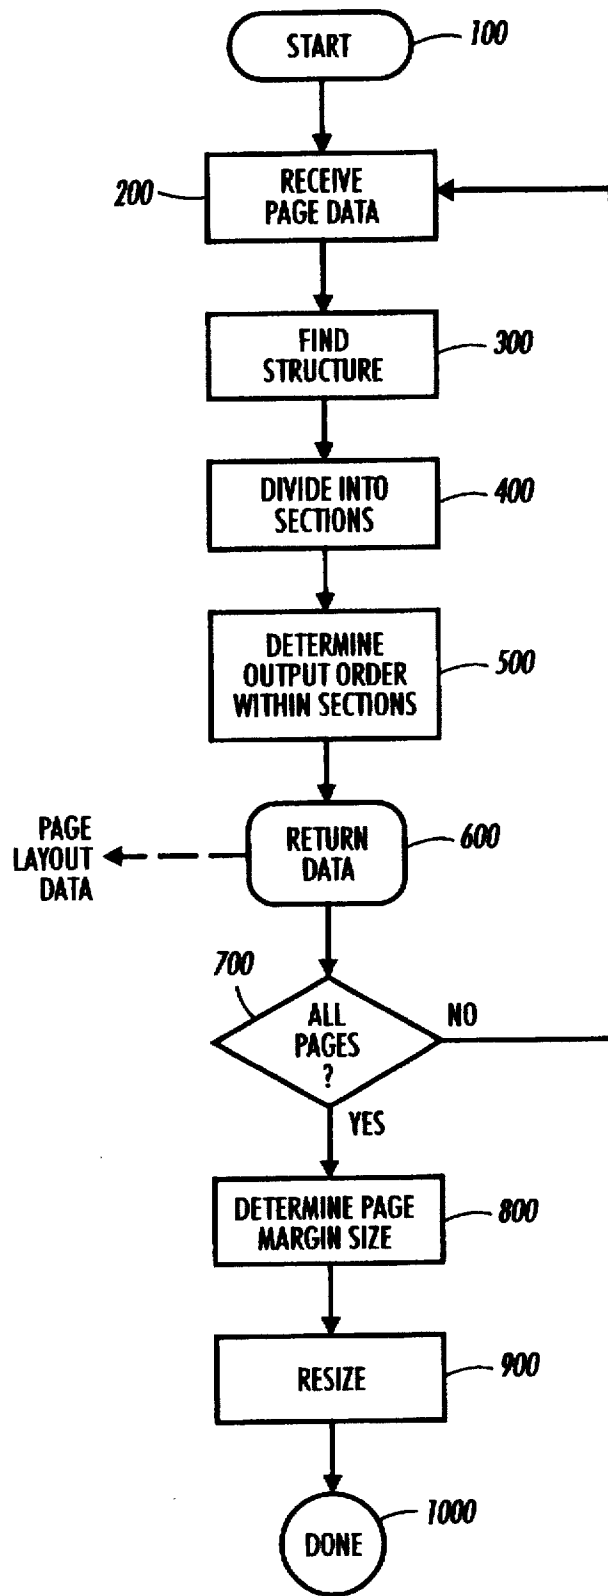 START
100
200
RECEIVE
PAGE DATA
FIND
STRUCTURE
300
DIVIDE INTO
SECTIONS
400
DETERMINE
OUTPUT ORDER
WITHIN SECTIONS
500
PAGE
LAYOUT
DATA
RETURN
DATA
600
700
ALL
PAGES
?
NO
YES
DETERMINE PAGE
MARGIN SIZE
800
RESIZE
900
DONE
1000